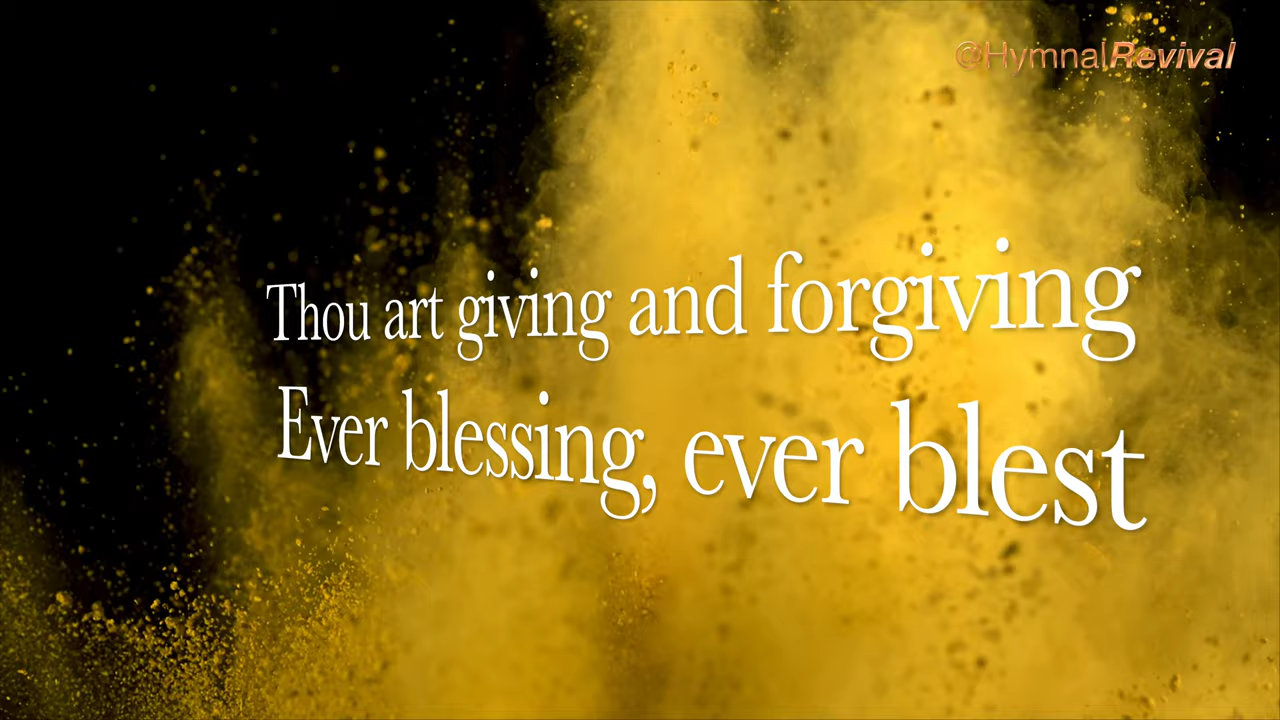 @HymnalRevival
Thou art giving and forgiving
Ever blessing, ever blest